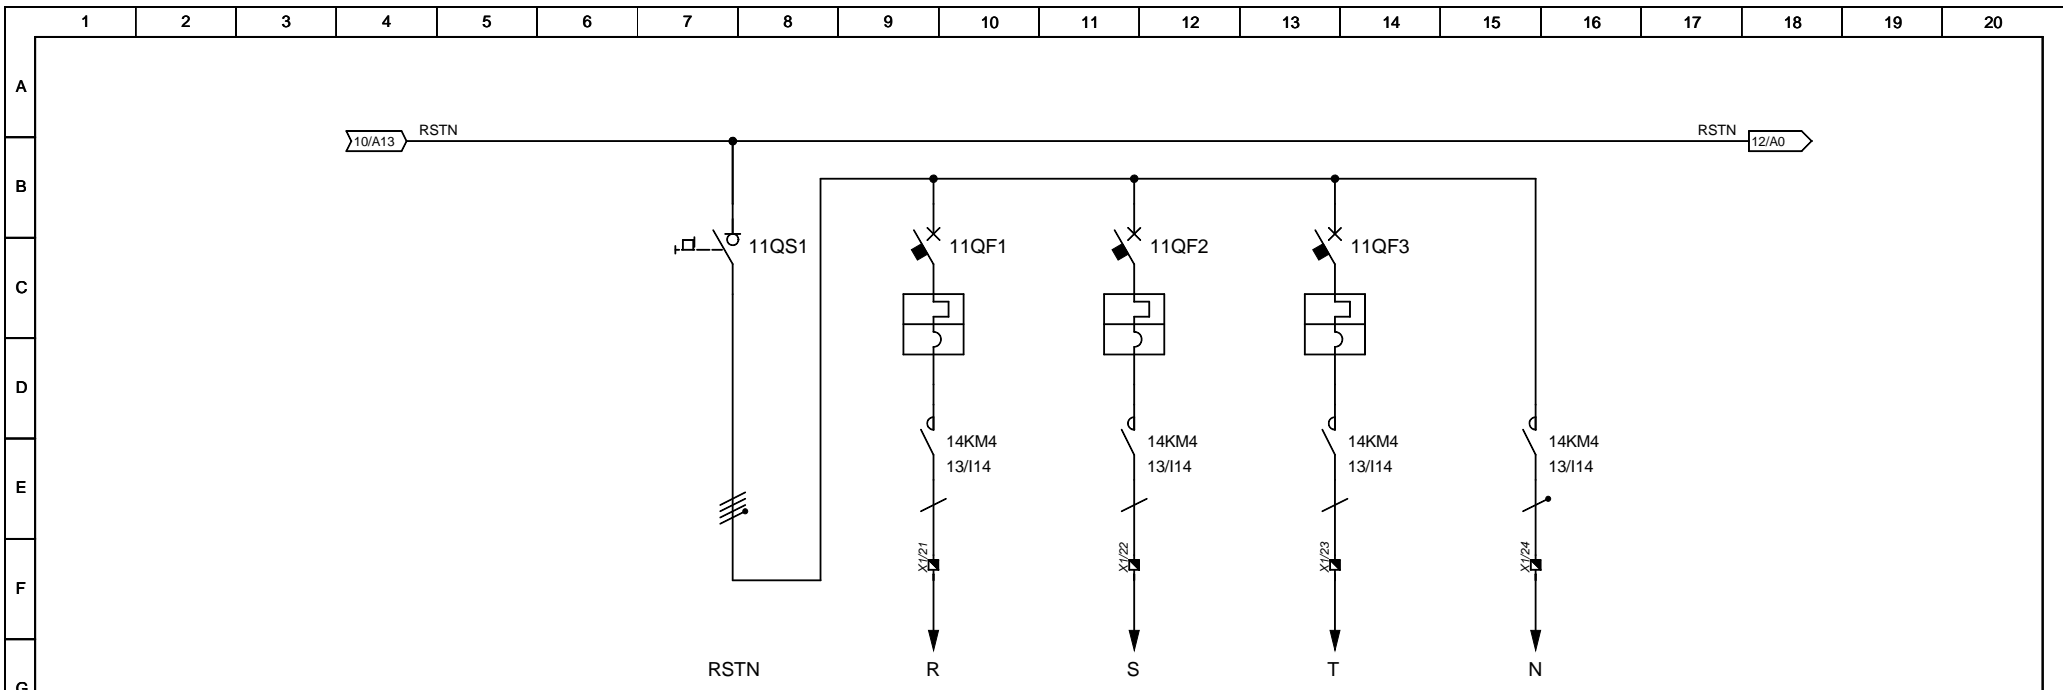 1 2 3 4 5 6 7 8 9 10 11 12 13 14 15 16 17 18 19 20
A
10/A13 RSTN RSTN 12/A0
B
11QS1 11QF1 11QF2 11QF3
C
D
14KM4 14KM4 14KM4 14KM4
13/I14 13/I14 13/I14 13/I14
E
X1/21 X1/22 X1/23 X1/24
F
RSTN R S T N
G